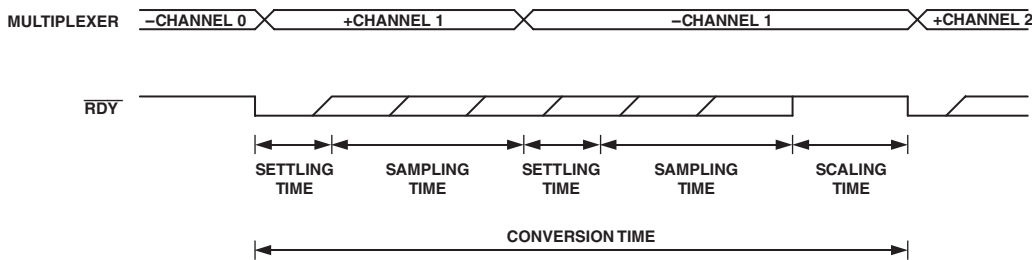 MULTIPLEXER
–CHANNEL 0
+CHANNEL 1
–CHANNEL 1
+CHANNEL 2
RDY
SETTLING
TIME
SAMPLING
TIME
SETTLING
TIME
SAMPLING
TIME
SCALING
TIME
CONVERSION TIME